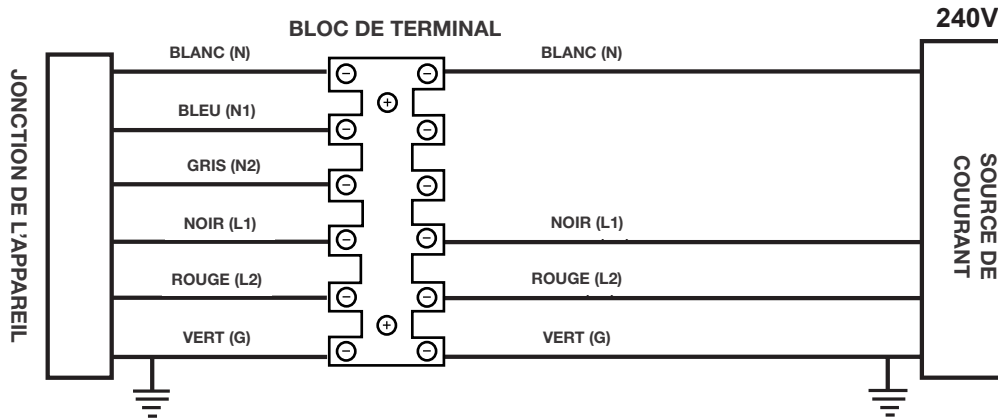 240V
BLOC DE TERMINAL
BLANC (N)
BLANC (N)
JONCTION DE L'APPAREIL
BLEU (N1)
GRIS (N2)
SOURCE DE
COUURANT
NOIR (L1)
NOIR (L1)
ROUGE (L2)
ROUGE (L2)
VERT (G)
VERT (G)